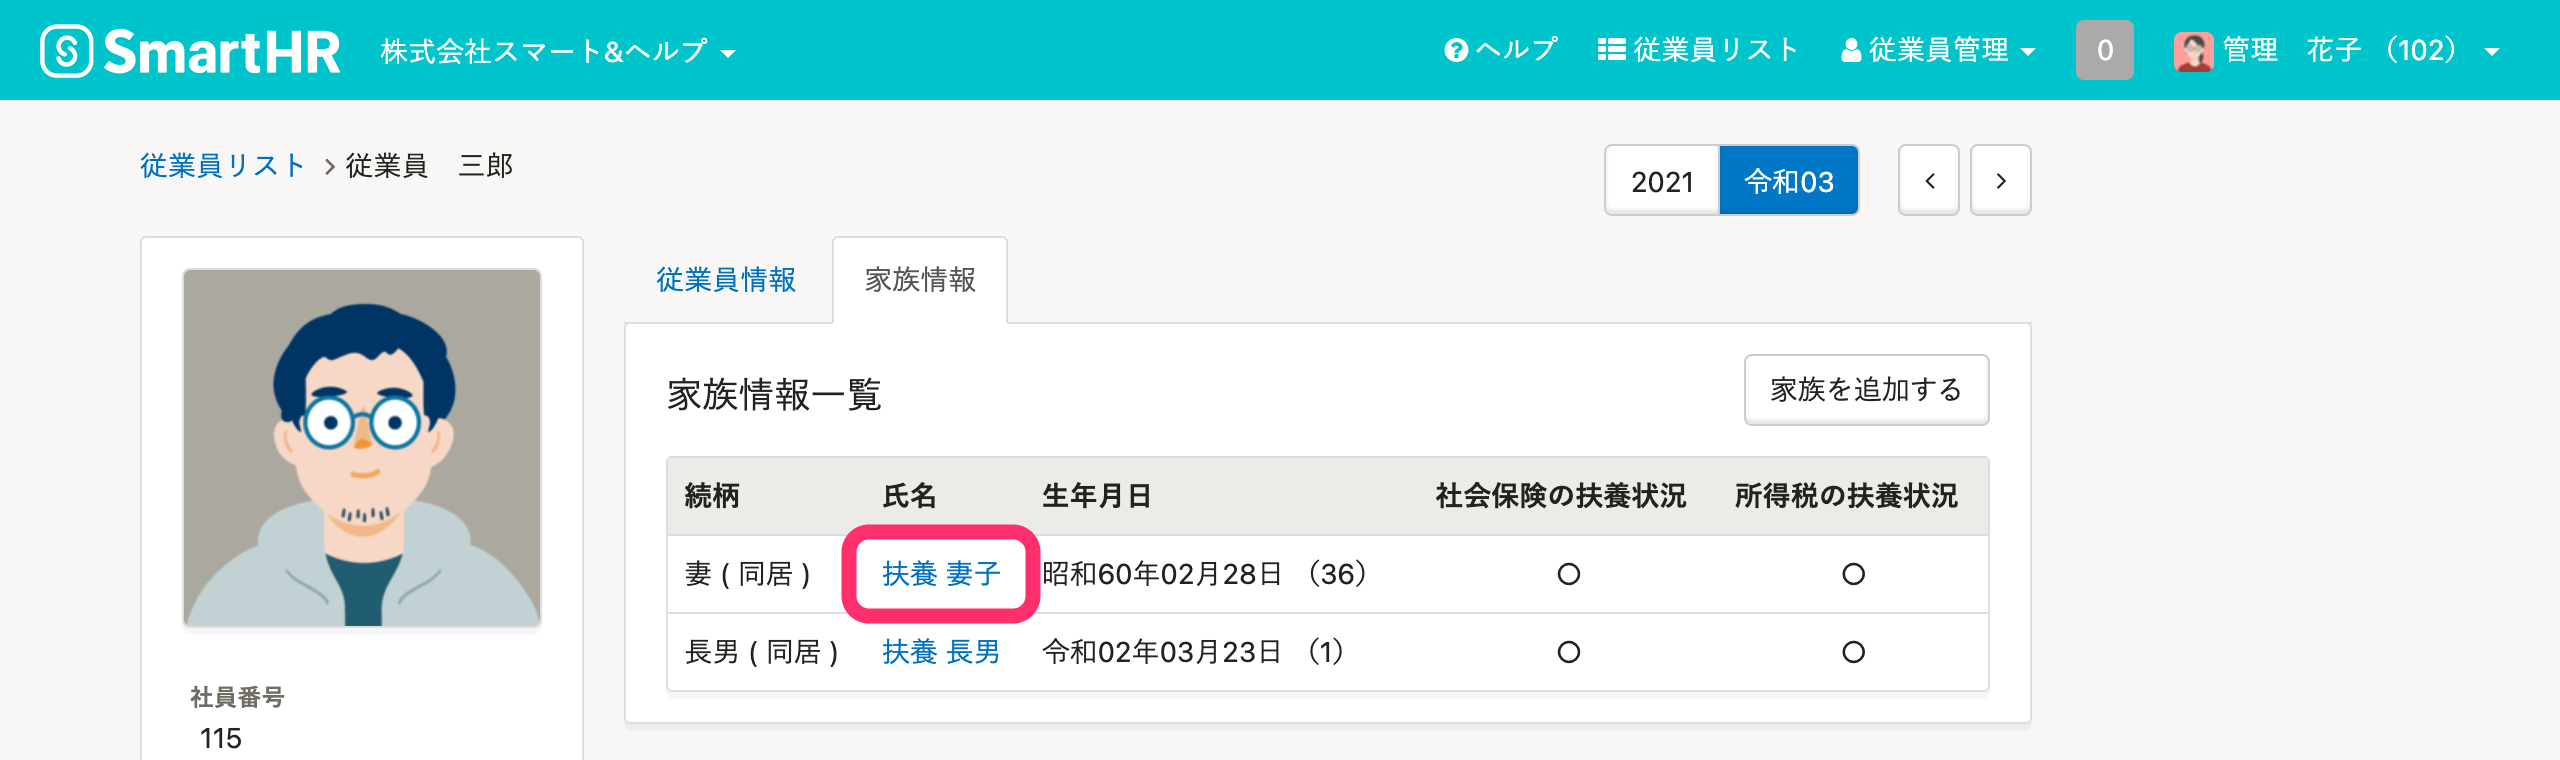 SmartHR 株式会社スマート&ヘルプ ヘルプ 従業員リスト 従業員管理 0 管理　花子 （102）
従業員リスト > 従業員　三郎
2021 令和03 < >
従業員情報 家族情報
家族情報一覧 家族を追加する
続柄 氏名 生年月日 社会保険の扶養状況 所得税の扶養状況
妻 ( 同居 ) 扶養 妻子 昭和60年02月28日 （36） ○ ○
長男 ( 同居 ) 扶養 長男 令和02年03月23日 （1） ○ ○
社員番号
115